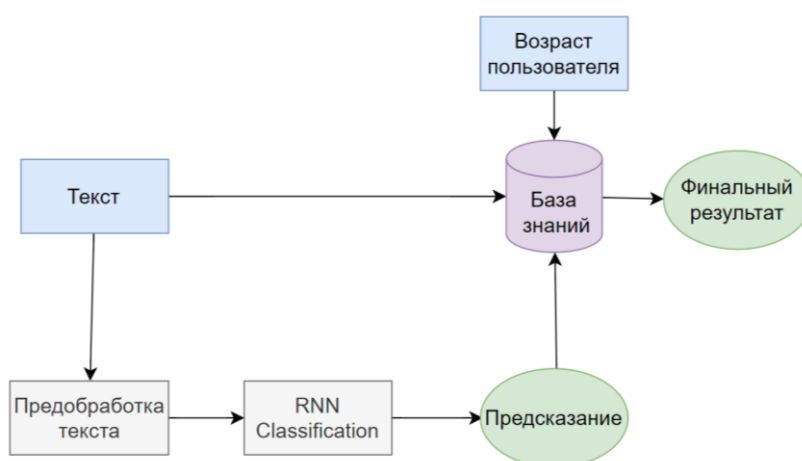 Возраст
пользователя
Текст
База
знаний
Финальный
результат
Предобработка
текста
RNN
Classification
Предсказание